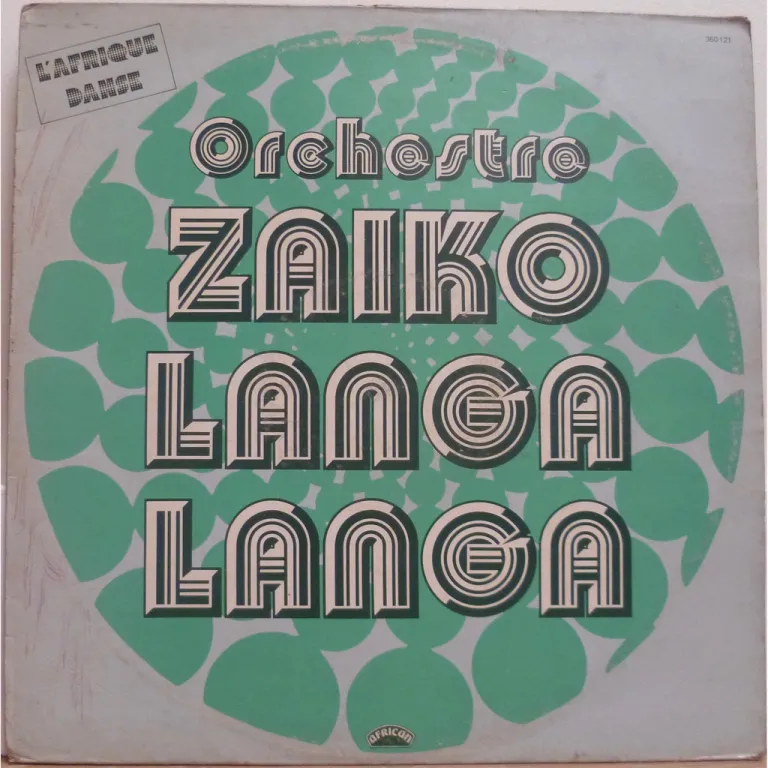 L'AFRIQUE
DANSE
360121
Orchestre
ZAIKO
LANGA
LANGA
AFRICAN